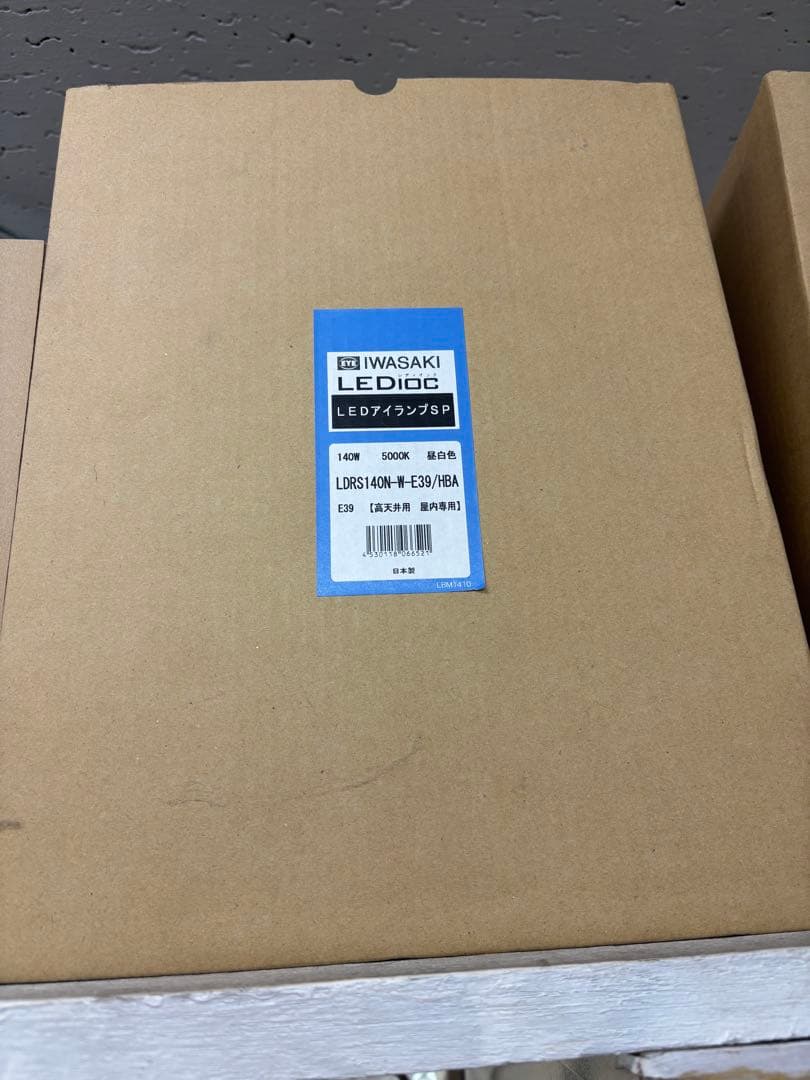 EYE IWASAKI
レディオック
LEDioc
LEDアイランプSP
140W 5000K 昼白色
LDRS140N-W-E39/HBA
E39 【高天井用 屋内専用】
4530118066521
日本製
LBM1410